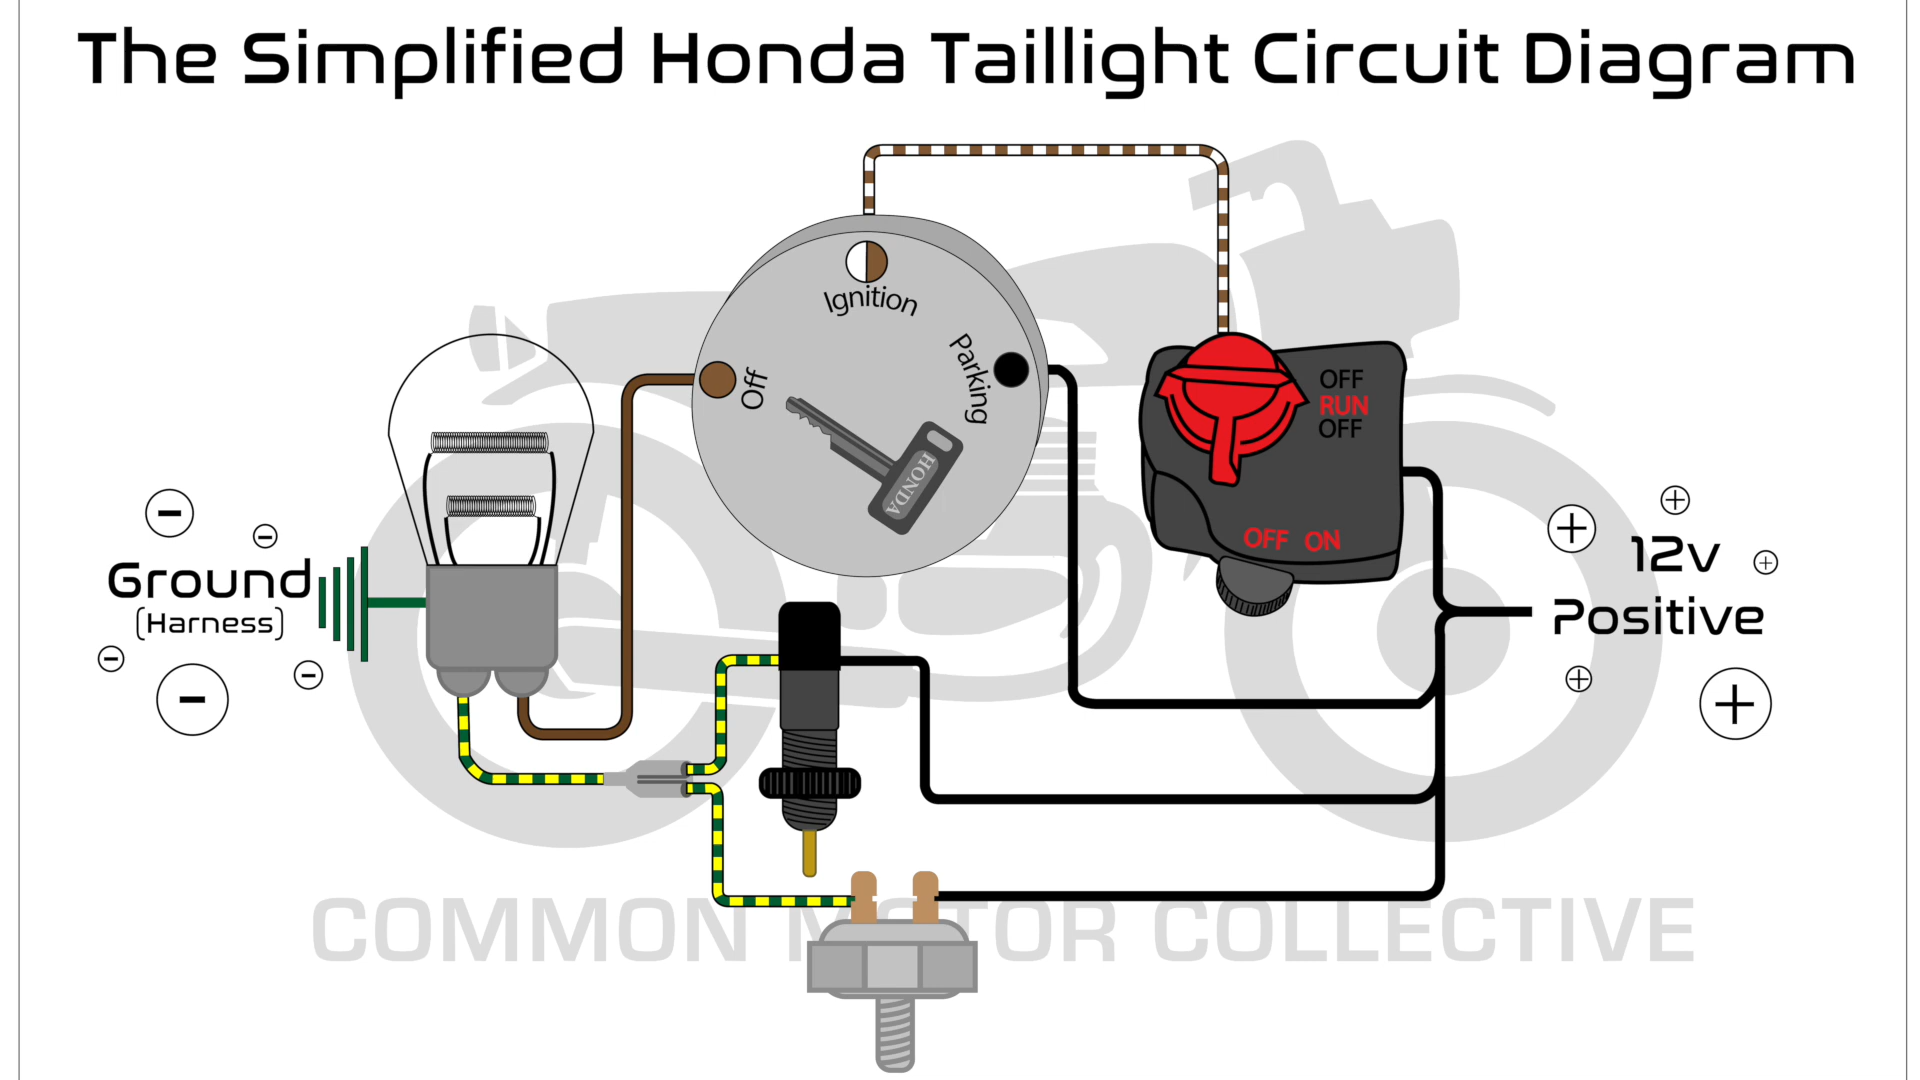 The Simplified Honda Taillight Circuit Diagram
Ignition
Parking
Off
HONDA
OFF
RUN
OFF
OFF ON
Ground
(Harness)
12v
Positive
COMMON MOTOR COLLECTIVE